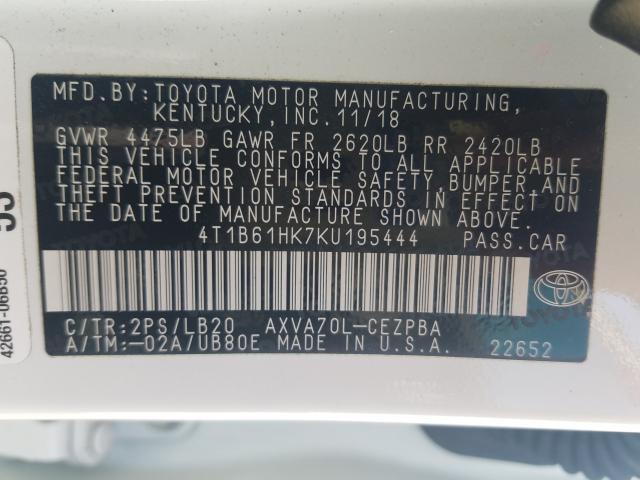 MFD.BY:TOYOTA MOTOR MANUFACTURING,
KENTUCKY, INC. 11/18
GVWR 4475LB GAWR FR 2620LB RR 2420LB
THIS VEHICLE CONFORMS TO ALL APPLICABLE
FEDERAL MOTOR VEHICLE SAFETY, BUMPER, AND
THEFT PREVENTION STANDARDS IN EFFECT ON
THE DATE OF MANUFACTURE SHOWN ABOVE.
4T1B61HK7KU195444 PASS.CAR
C/TR:2PS/LB20 AXVA70L-CEZPBA
A/TM:-02A/UB80E MADE IN U.S.A. 22652
42661-06B50